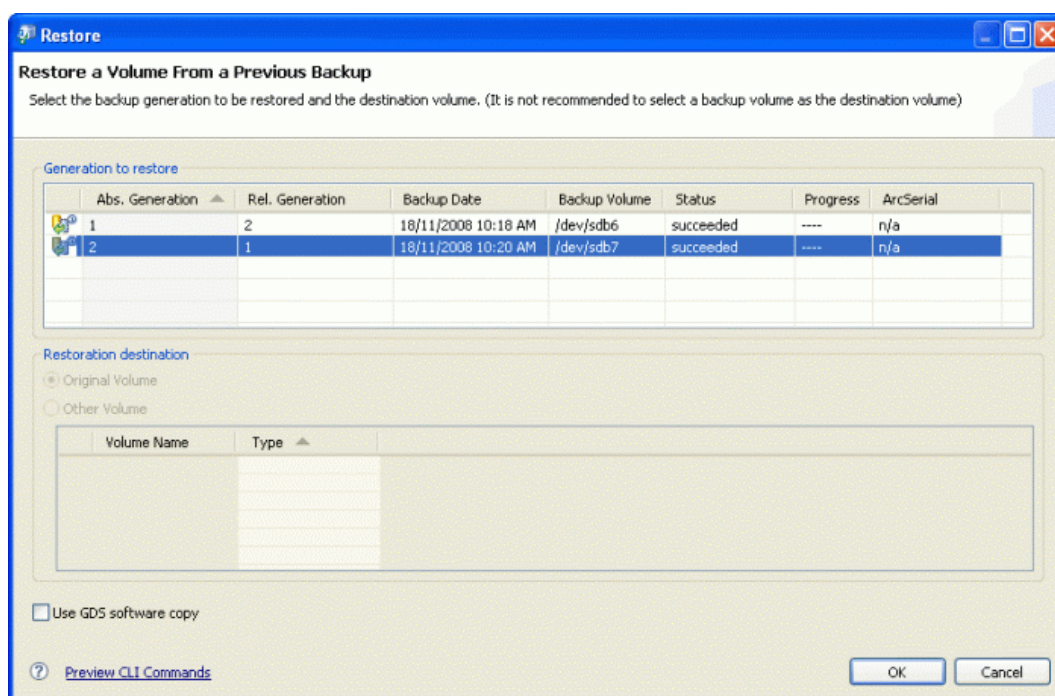 Restore
Restore a Volume From a Previous Backup
Select the backup generation to be restored and the destination volume. (It is not recommended to select a backup volume as the destination volume)
Generation to restore
Abs. Generation Rel. Generation Backup Date Backup Volume Status Progress ArcSerial
1 2 18/11/2008 10:18 AM /dev/sdb6 succeeded ---- n/a
2 1 18/11/2008 10:20 AM /dev/sdb7 succeeded ---- n/a
Restoration destination
Original Volume
Other Volume
Volume Name Type
Use GDS software copy
? Preview CLI Commands OK Cancel